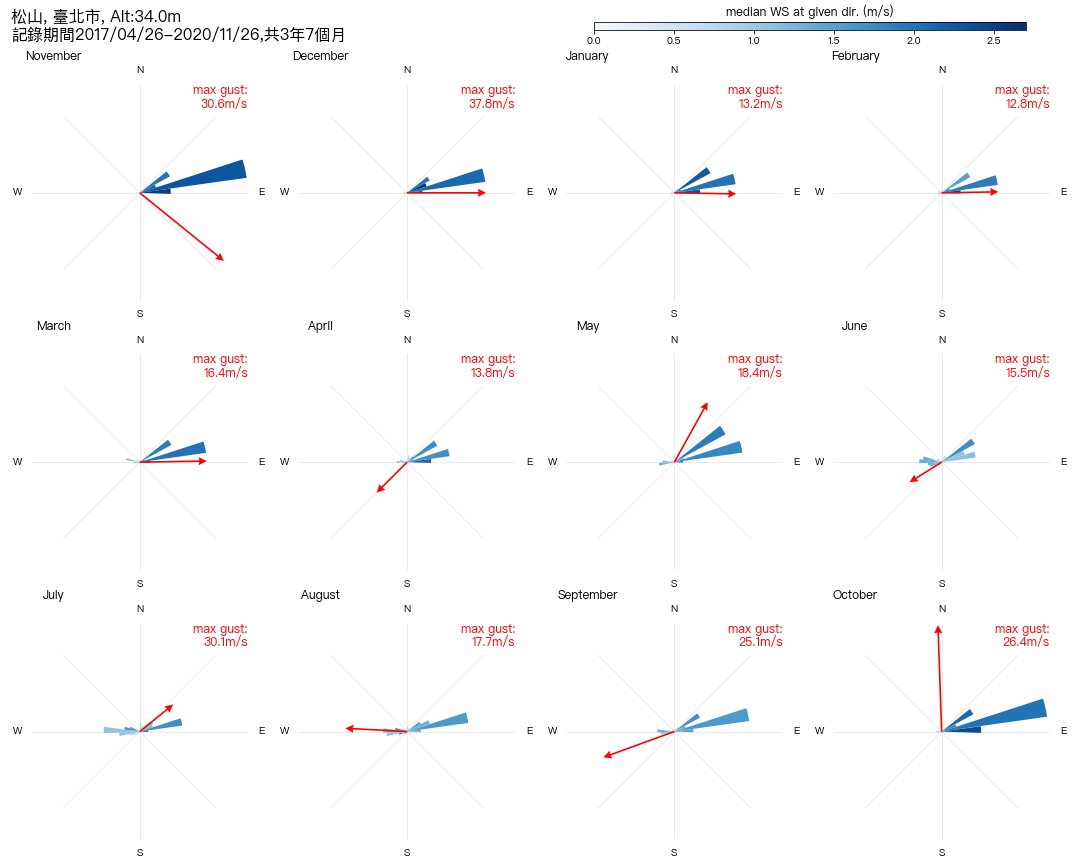 松山, 臺北市, Alt:34.0m
記錄期間2017/04/26-2020/11/26,共3年7個月
median WS at given dir. (m/s)
0.0 0.5 1.0 1.5 2.0 2.5
November
N
W
E
S
max gust:
30.6m/s
December
N
W
E
S
max gust:
37.8m/s
January
N
W
E
S
max gust:
13.2m/s
February
N
W
E
S
max gust:
12.8m/s
March
N
W
E
S
max gust:
16.4m/s
April
N
W
E
S
max gust:
13.8m/s
May
N
W
E
S
max gust:
18.4m/s
June
N
W
E
S
max gust:
15.5m/s
July
N
W
E
S
max gust:
30.1m/s
August
N
W
E
S
max gust:
17.7m/s
September
N
W
E
S
max gust:
25.1m/s
October
N
W
E
S
max gust:
26.4m/s